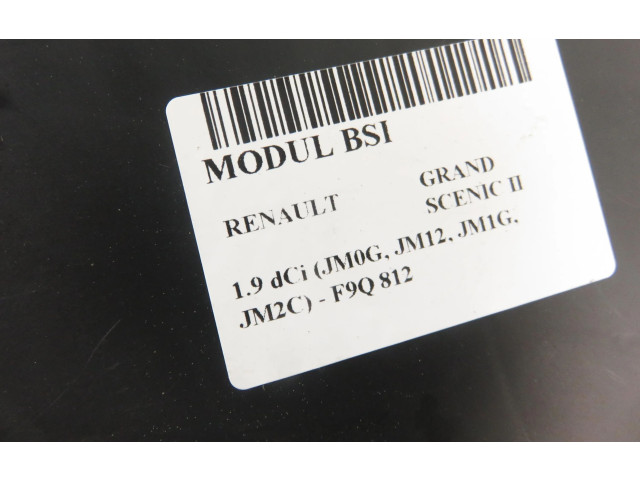 MODUL BSI
RENAULT
GRAND
SCENIC II
1.9 dCi (JM0G, JM12, JM1G,
JM2C) - F9Q 812